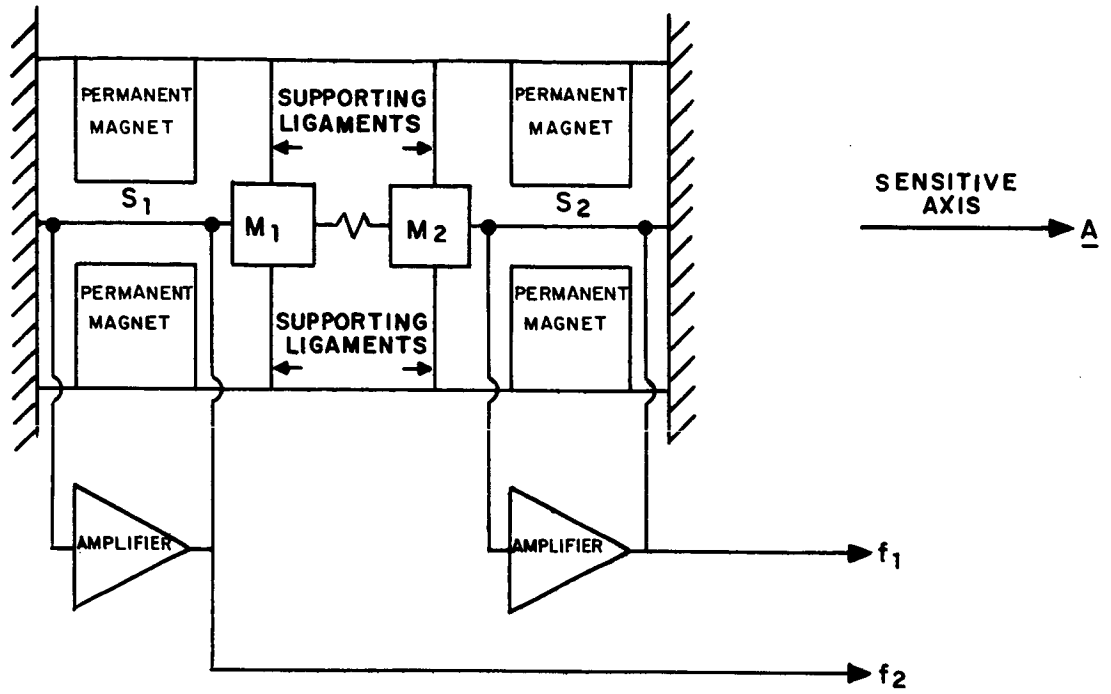 PERMANENT
MAGNET
SUPPORTING
LIGAMENTS
PERMANENT
MAGNET
S1
S2
SENSITIVE
AXIS
A
M1
M2
PERMANENT
MAGNET
SUPPORTING
LIGAMENTS
PERMANENT
MAGNET
AMPLIFIER
AMPLIFIER
f1
f2